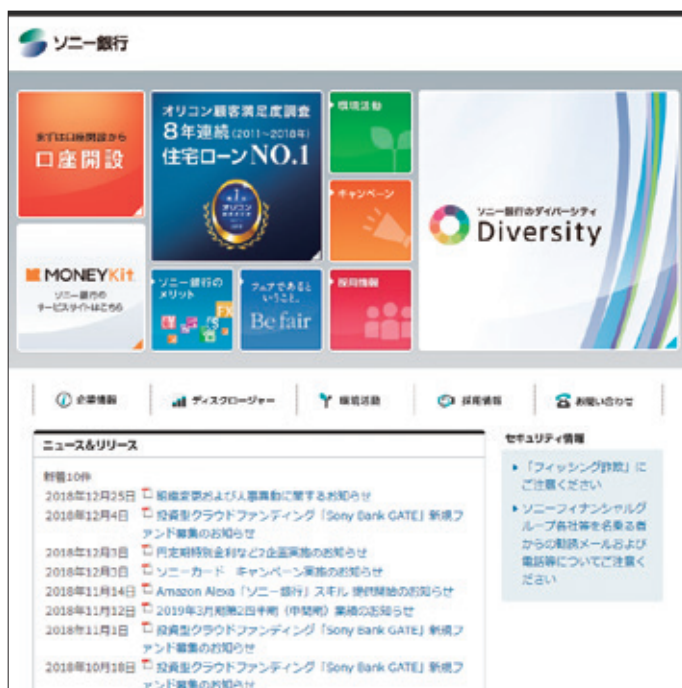 ソニー銀行
まずは口座開設から
口座開設
オリコン顧客満足度調査
8年連続(2011~2018年)
住宅ローンNO.1
第1位
オリコン
環境活動
キャンペーン
ソニー銀行のダイバーシティ
Diversity
MONEYKit
ソニー銀行の
サービスサイトはこちら
ソニー銀行の
メリット
FX
$
フェアであると
いうこと。
Be fair
採用情報
企業情報
ディスクロージャー
環境活動
採用情報
お問い合わせ
ニュース&リリース
新着10件
2018年12月25日 組織変更および人事異動に関するお知らせ
2018年12月4日 投資型クラウドファンディング「Sony Bank GATE」新規フ
ァンド募集のお知らせ
2018年12月3日 円定期特別金利など2企画実施のお知らせ
2018年12月3日 ソニーカード キャンペーン実施のお知らせ
2018年11月14日 Amazon Alexa「ソニー銀行」スキル 提供開始のお知らせ
2018年11月12日 2019年3月期第2四半期(中間期)業績のお知らせ
2018年11月1日 投資型クラウドファンディング「Sony Bank GATE」新規フ
ァンド募集のお知らせ
2018年10月18日 投資型クラウドファンディング「Sony Bank GATE」新規フ
ァンド募集のお知らせ
セキュリティ情報
「フィッシング詐欺」に
ご注意ください
ソニーフィナンシャルグ
ループ各社等を名乗る者
からの勧誘メールおよび
電話等についてご注意く
ださい